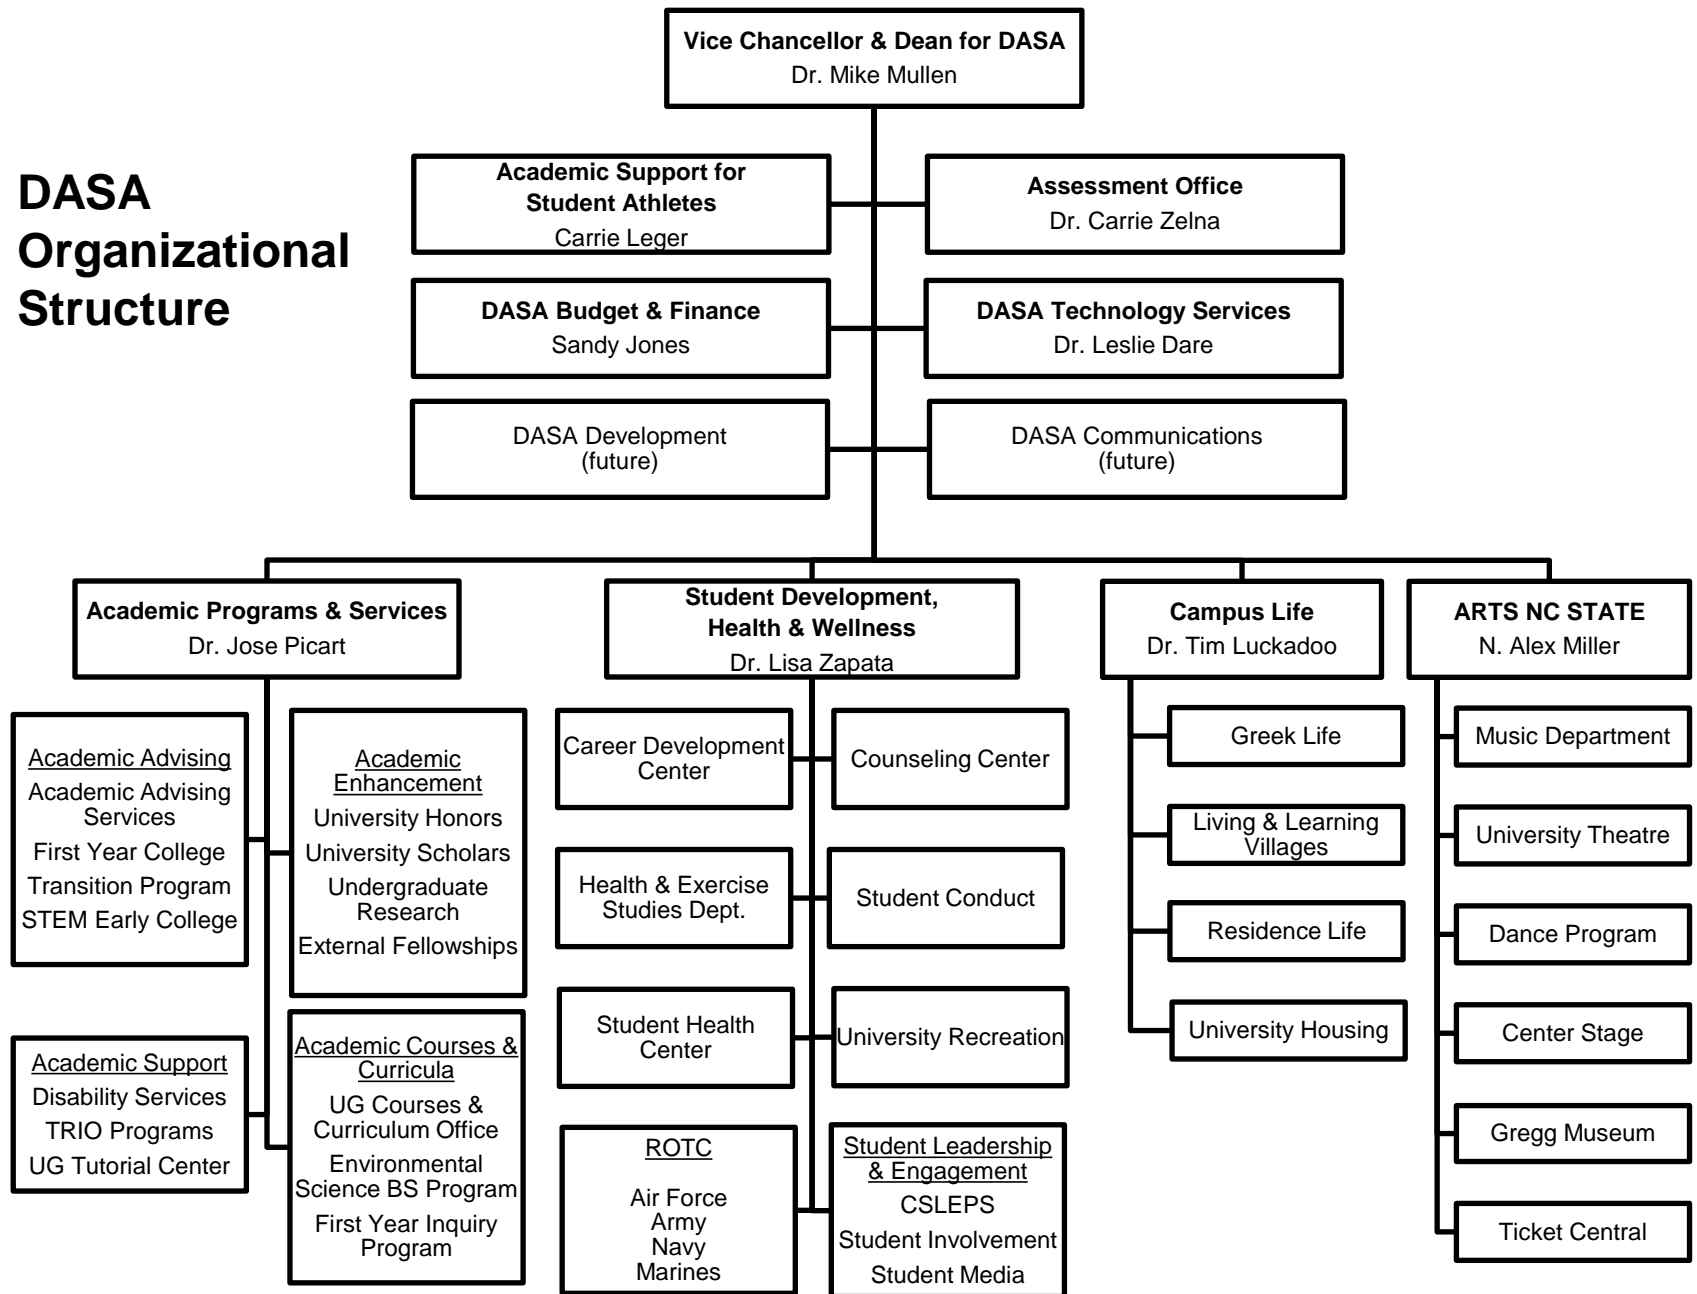 Vice Chancellor & Dean for DASA
Dr. Mike Mullen
DASA
Organizational
Structure
Academic Support for
Student Athletes
Carrie Leger
Assessment Office
Dr. Carrie Zelna
DASA Budget & Finance
Sandy Jones
DASA Technology Services
Dr. Leslie Dare
DASA Development
(future)
DASA Communications
(future)
Academic Programs & Services
Dr. Jose Picart
Student Development,
Health & Wellness
Dr. Lisa Zapata
Campus Life
Dr. Tim Luckadoo
ARTS NC STATE
N. Alex Miller
Academic Advising
Academic Advising
Services
First Year College
Transition Program
STEM Early College
Academic
Enhancement
University Honors
University Scholars
Undergraduate
Research
External Fellowships
Academic Support
Disability Services
TRIO Programs
UG Tutorial Center
Academic Courses &
Curricula
UG Courses &
Curriculum Office
Environmental
Science BS Program
First Year Inquiry
Program
Career Development
Center
Counseling Center
Health & Exercise
Studies Dept.
Student Conduct
Student Health
Center
University Recreation
ROTC
Air Force
Army
Navy
Marines
Student Leadership
& Engagement
CSLEPS
Student Involvement
Student Media
Greek Life
Living & Learning
Villages
Residence Life
University Housing
Music Department
University Theatre
Dance Program
Center Stage
Gregg Museum
Ticket Central